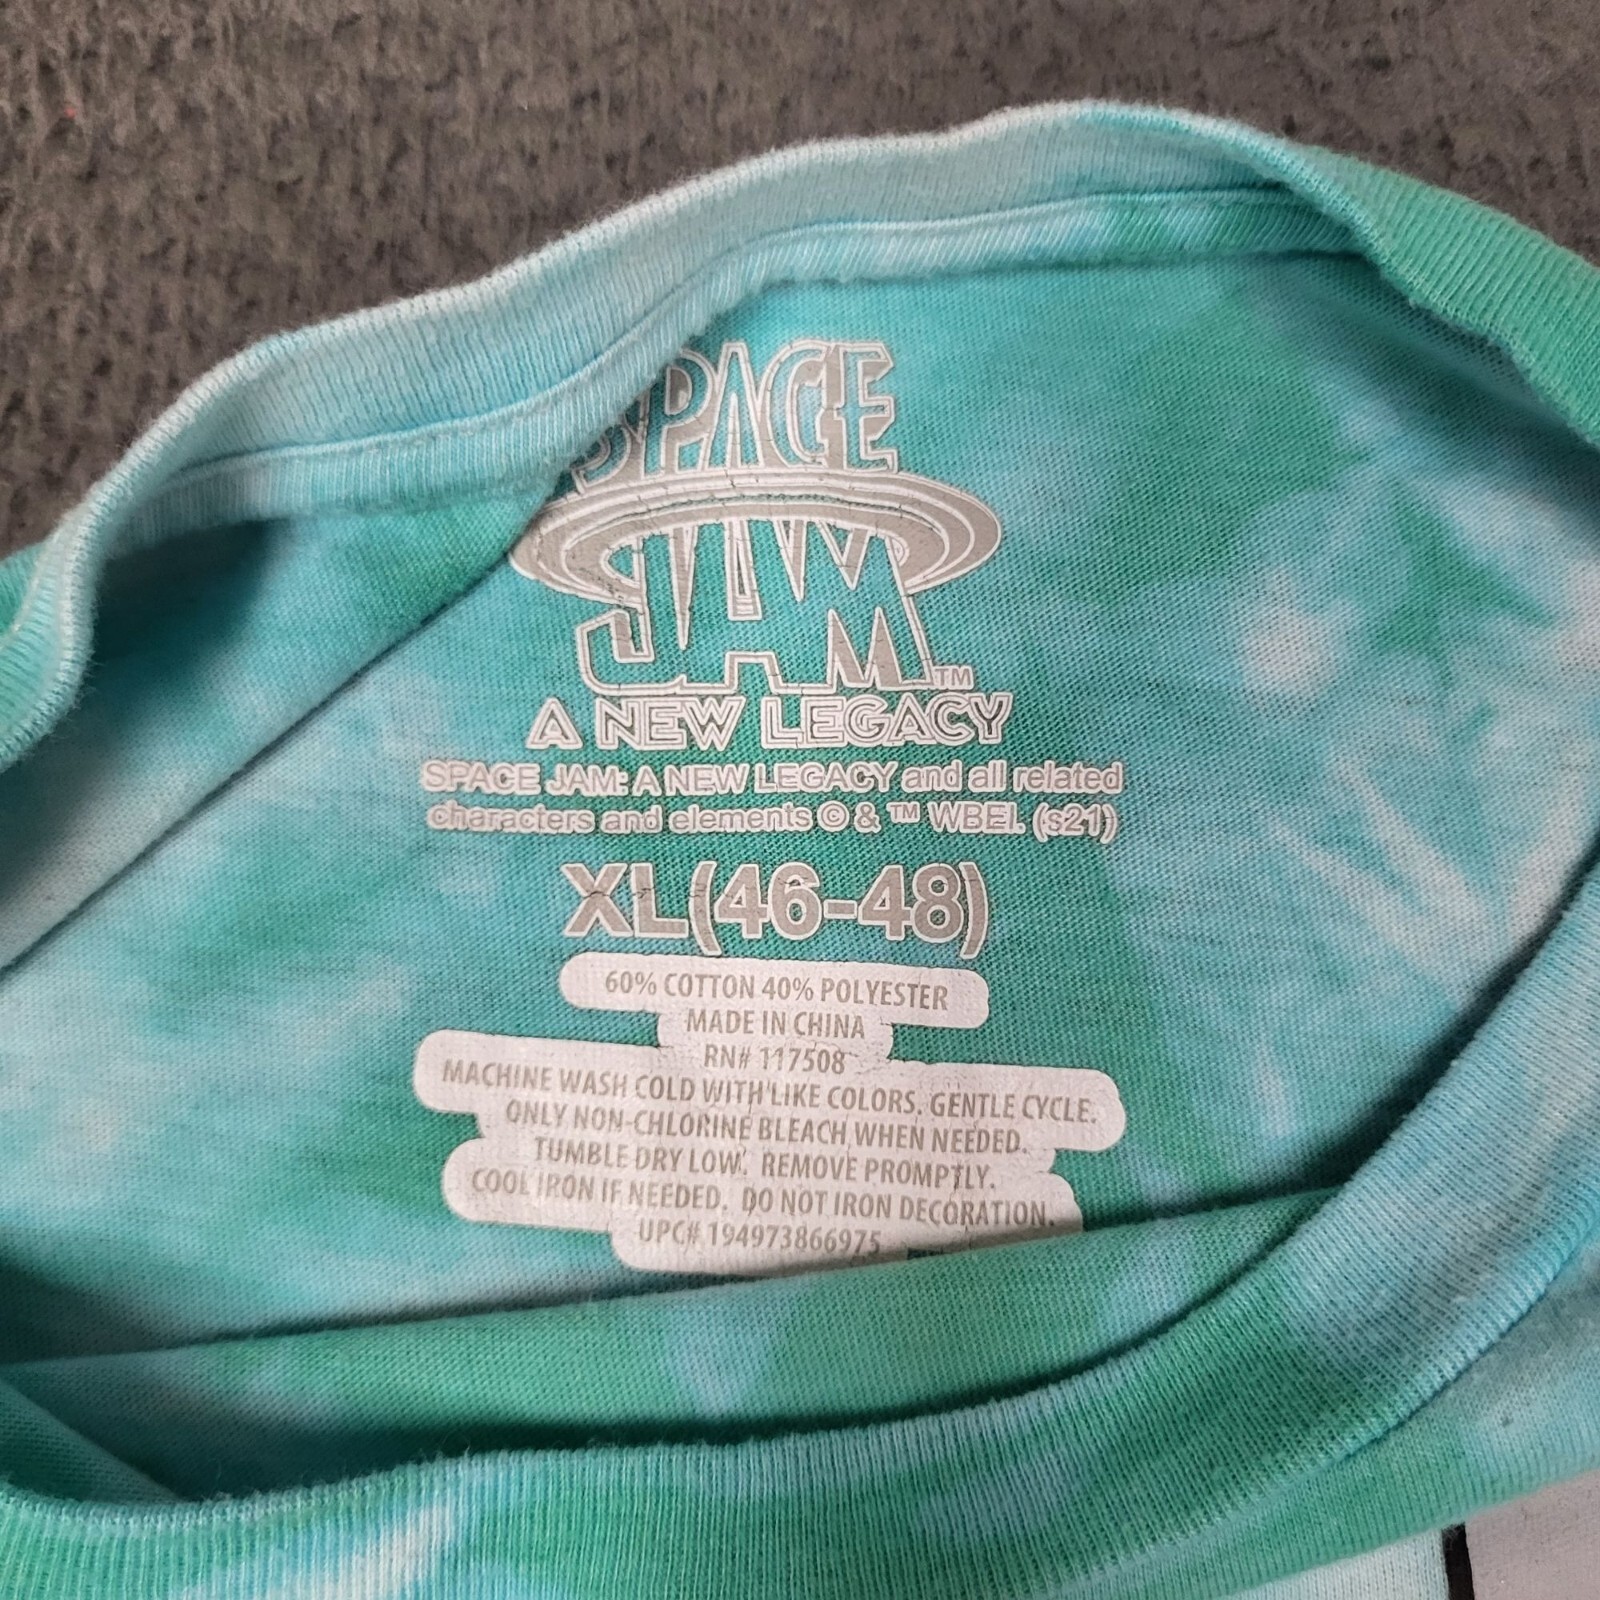 SPACE
JAM™
A NEW LEGACY
SPACE JAM: A NEW LEGACY and all related
characters and elements © & ™ WBEI. (s21)
XL(46-48)
60% COTTON 40% POLYESTER
MADE IN CHINA
RN# 117508
MACHINE WASH COLD WITH LIKE COLORS. GENTLE CYCLE.
ONLY NON-CHLORINE BLEACH WHEN NEEDED.
TUMBLE DRY LOW. REMOVE PROMPTLY.
COOL IRON IF NEEDED. DO NOT IRON DECORATION.
UPC# 194973866975